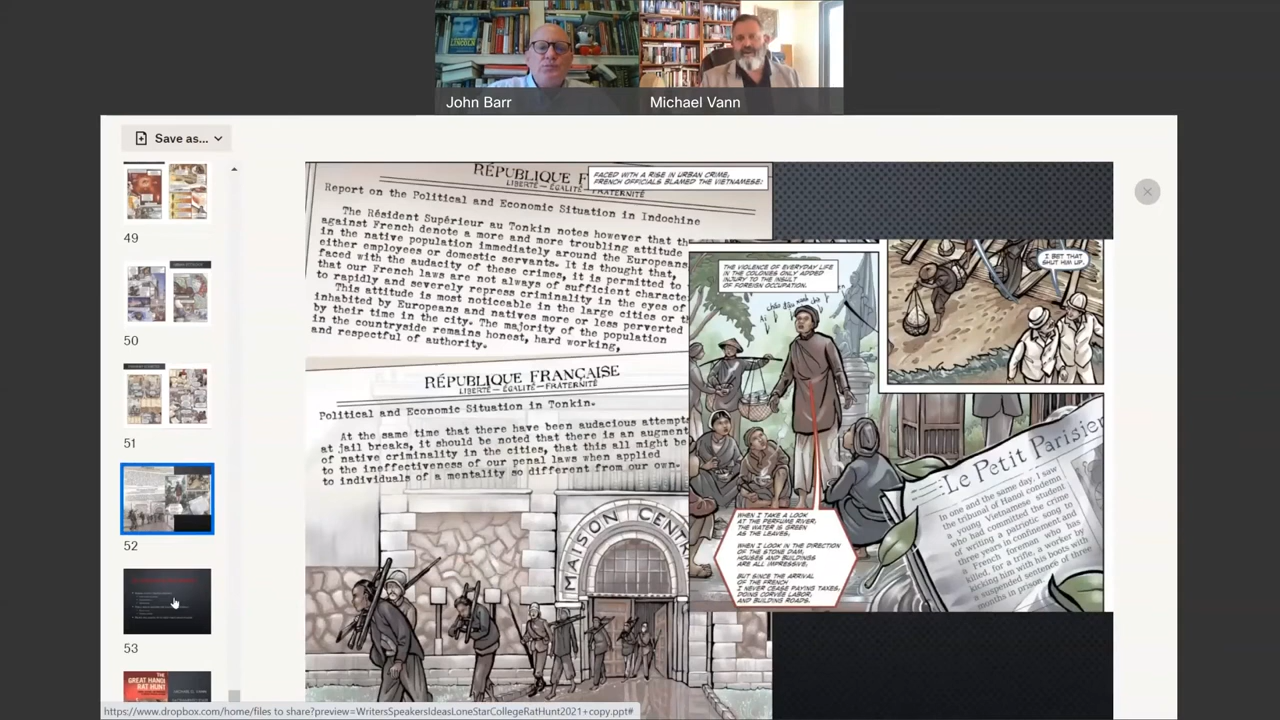 John Barr
Michael Vann
Save as...
49
50
51
52
53
THE
GREAT HANOI
RAT HUNT
RÉPUBLIQUE F
LIBERTÉ — ÉGALITÉ — FRATERNITÉ
FACED WITH A RISE IN URBAN CRIME,
FRENCH OFFICIALS BLAMED THE VIETNAMESE:
Report on the Political and Economic Situation in Indochine
The Résident Supérieur au Tonkin notes however that th
against French denote a more and more troubling attitude
in the native population immediately around the Europeans
either employees or domestic servants. It is thought that,
faced with the audacity of these crimes, it is permitted to
that our French laws are not always of sufficient characte
to rapidly and severely repress criminality in the eyes of
This attitude is most noticeable in the large cities or th
inhabited by Europeans and natives more or less perverted
by their time in the city. The majority of the population
in the countryside remains honest, hard working,
and respectful of authority.
RÉPUBLIQUE FRANÇAISE
LIBERTÉ — ÉGALITÉ — FRATERNITÉ
Political and Economic Situation in Tonkin.
At the same time that there have been audacious attempts
at jail breaks, it should be noted that there is an augment
of native criminality in the cities, that this all might be
to the ineffectiveness of our penal laws when applied
to individuals of a mentality so different from our own.
MAISON CENTR
THE VIOLENCE OF EVERYDAY LIFE
IN THE COLONIES ONLY ADDED
INJURY TO THE INSULT
OF FOREIGN OCCUPATION.
I BET THAT
SHUT HIM UP.
WHEN I TAKE A LOOK
AT THE PERFUME RIVER,
THE WATER IS GREEN
AS THE LEAVES.
WHEN I LOOK IN THE DIRECTION
OF THE STONE DAM,
HOUSES AND BUILDINGS
ARE ALL IMPRESSIVE;
BUT SINCE THE ARRIVAL
OF THE FRENCH
I NEVER CEASE PAYING TAXES,
DOING CORVÉE LABOR,
AND BUILDING ROADS.
Le Petit Parisien
In one and the same day, I saw
the tribunal of Hanoi condemn
a young Vietnamese student
who had committed the crime
of writing a patriotic song to
three years in confinement and
a French foreman who has
killed, for a trifle, a worker by
kicking him with his boots with
a suspended sentence of three
months in prison.
https://www.dropbox.com/home/files to share?preview=WritersSpeakersIdeasLoneStarCollegeRatHunt2021+copy.ppt#